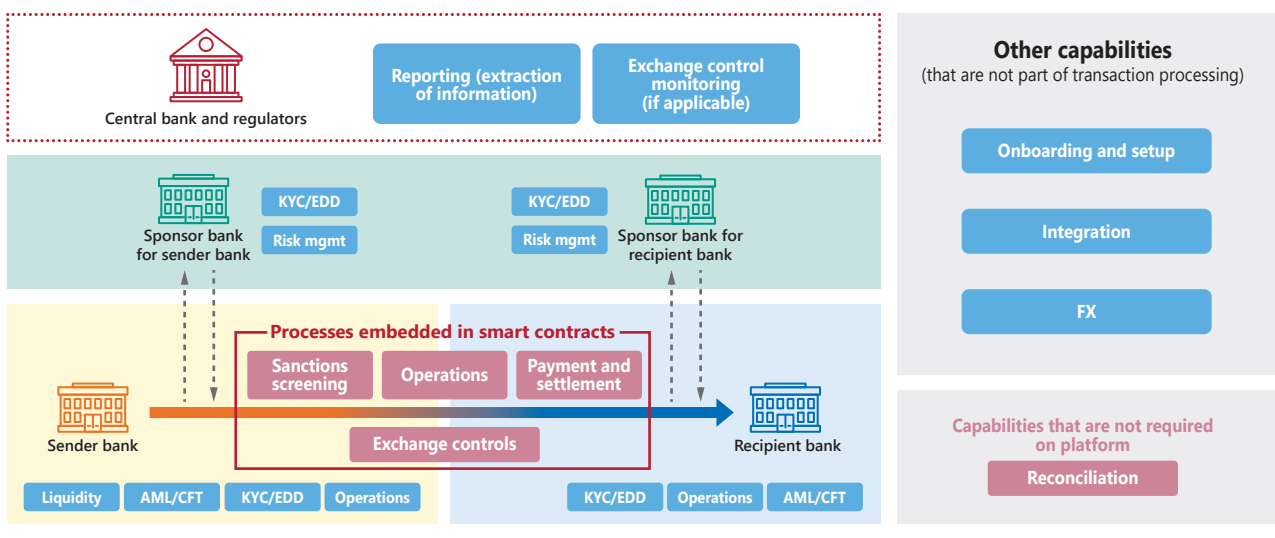 Central bank and regulators
Reporting (extraction
of information)
Exchange control
monitoring
(if applicable)
Sponsor bank
for sender bank
KYC/EDD
Risk mgmt
KYC/EDD
Risk mgmt
Sponsor bank for
recipient bank
Processes embedded in smart contracts
Sanctions
screening
Operations
Payment and
settlement
Exchange controls
Sender bank
Recipient bank
Liquidity
AML/CFT
KYC/EDD
Operations
KYC/EDD
Operations
AML/CFT
Other capabilities
(that are not part of transaction processing)
Onboarding and setup
Integration
FX
Capabilities that are not required
on platform
Reconciliation